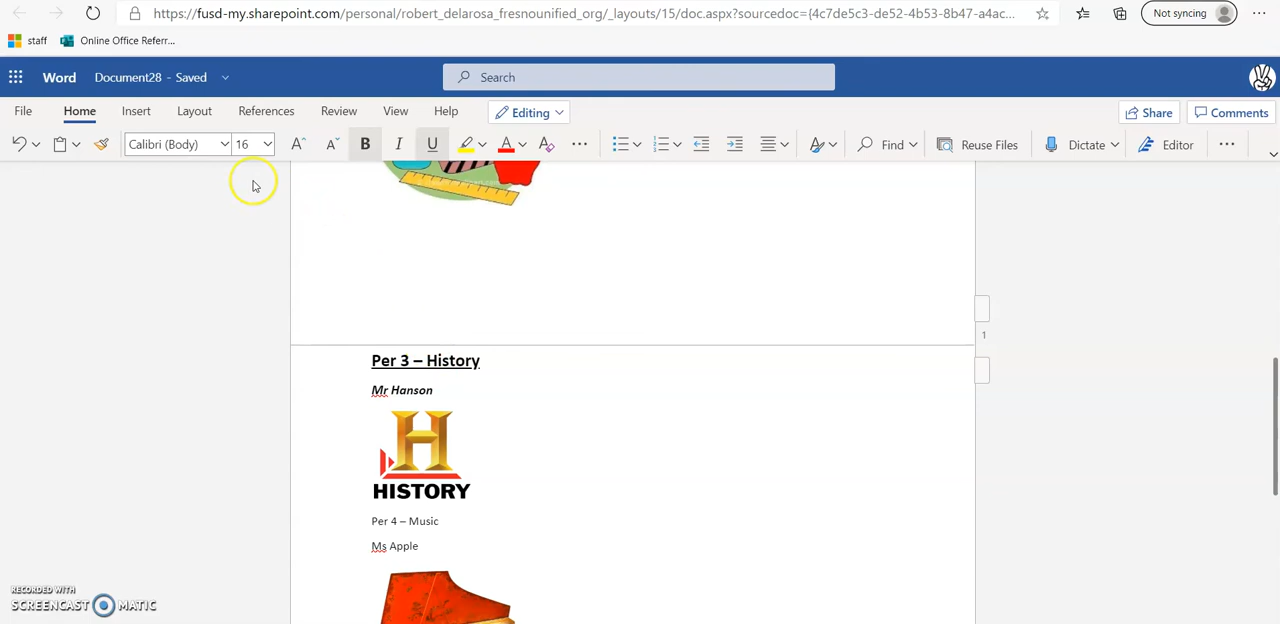 https://fusd-my.sharepoint.com/personal/robert_delarosa_fresnounified_org/_layouts/15/doc.aspx?sourcedoc={4c7de5c3-de52-4b53-8b47-a4ac...
Not syncing
staff
Online Office Referr...
Word
Document28 - Saved
Search
File
Home
Insert
Layout
References
Review
View
Help
Editing
Share
Comments
Calibri (Body)
16
A
A
B
I
U
A
A
Find
Reuse Files
Dictate
Editor
1
Per 3 – History
Mr Hanson
H
HISTORY
Per 4 – Music
Ms Apple
RECORDED WITH
SCREENCAST MATIC